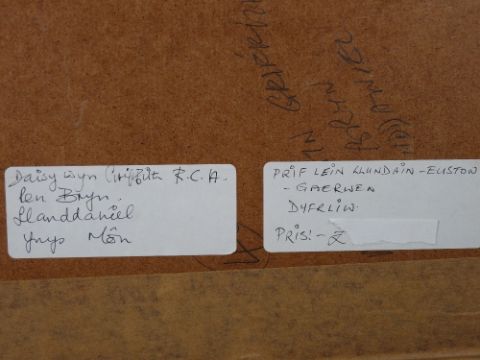 Daisy Wyn Griffith R.C.A.
Pen Bryn.
Llanddaniel
Ynys Môn
PRIF LEIN LLUNDAIN - EUSTON
- GAERWEN
DYFRLIW.
PRIS:- £